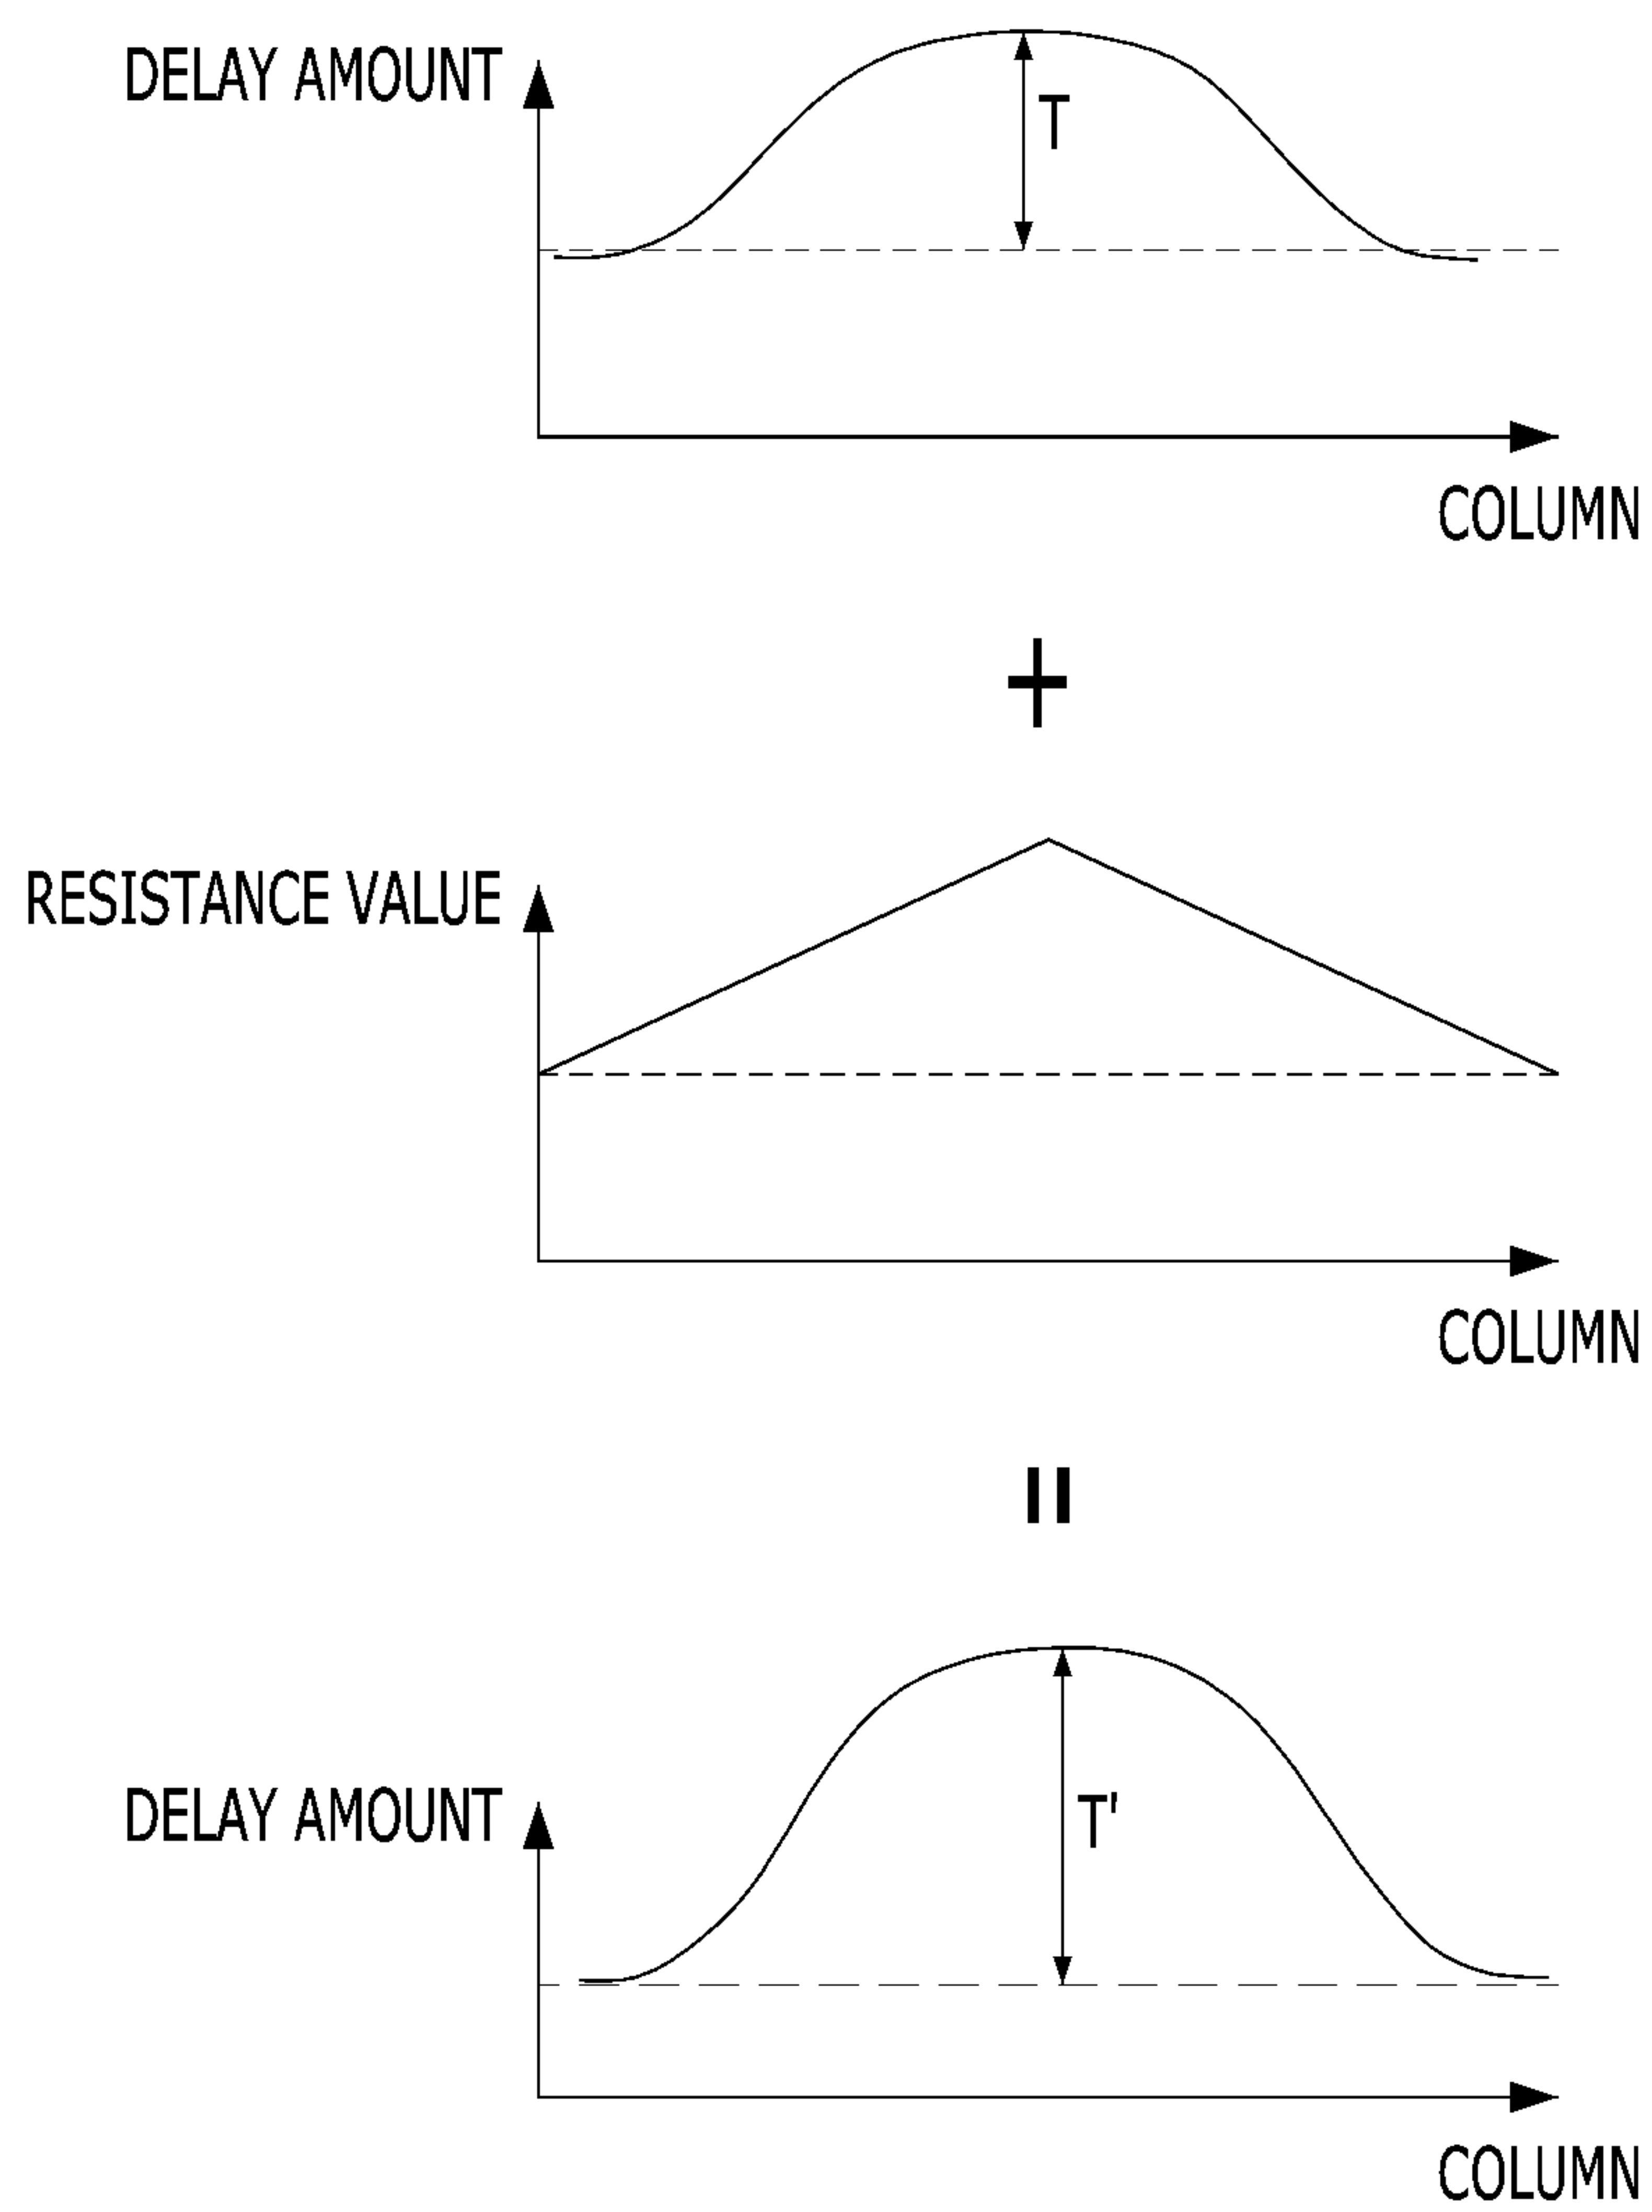 DELAY AMOUNT
T
COLUMN
+
RESISTANCE VALUE
COLUMN
=
DELAY AMOUNT
T'
COLUMN